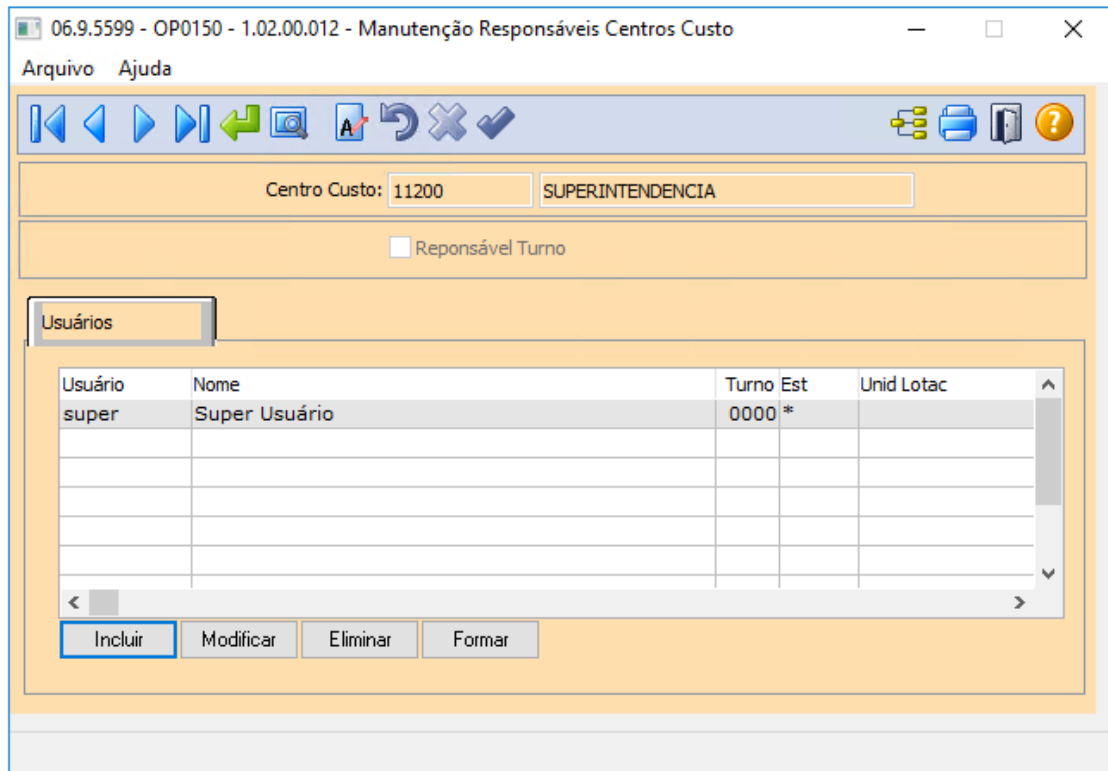 06.9.5599 - OP0150 - 1.02.00.012 - Manutenção Responsáveis Centros Custo
Arquivo Ajuda
A ?
Centro Custo: 11200 SUPERINTENDENCIA
Reponsável Turno
Usuários
Usuário Nome Turno Est Unid Lotac
super Super Usuário 0000 *
Incluir Modificar Eliminar Formar